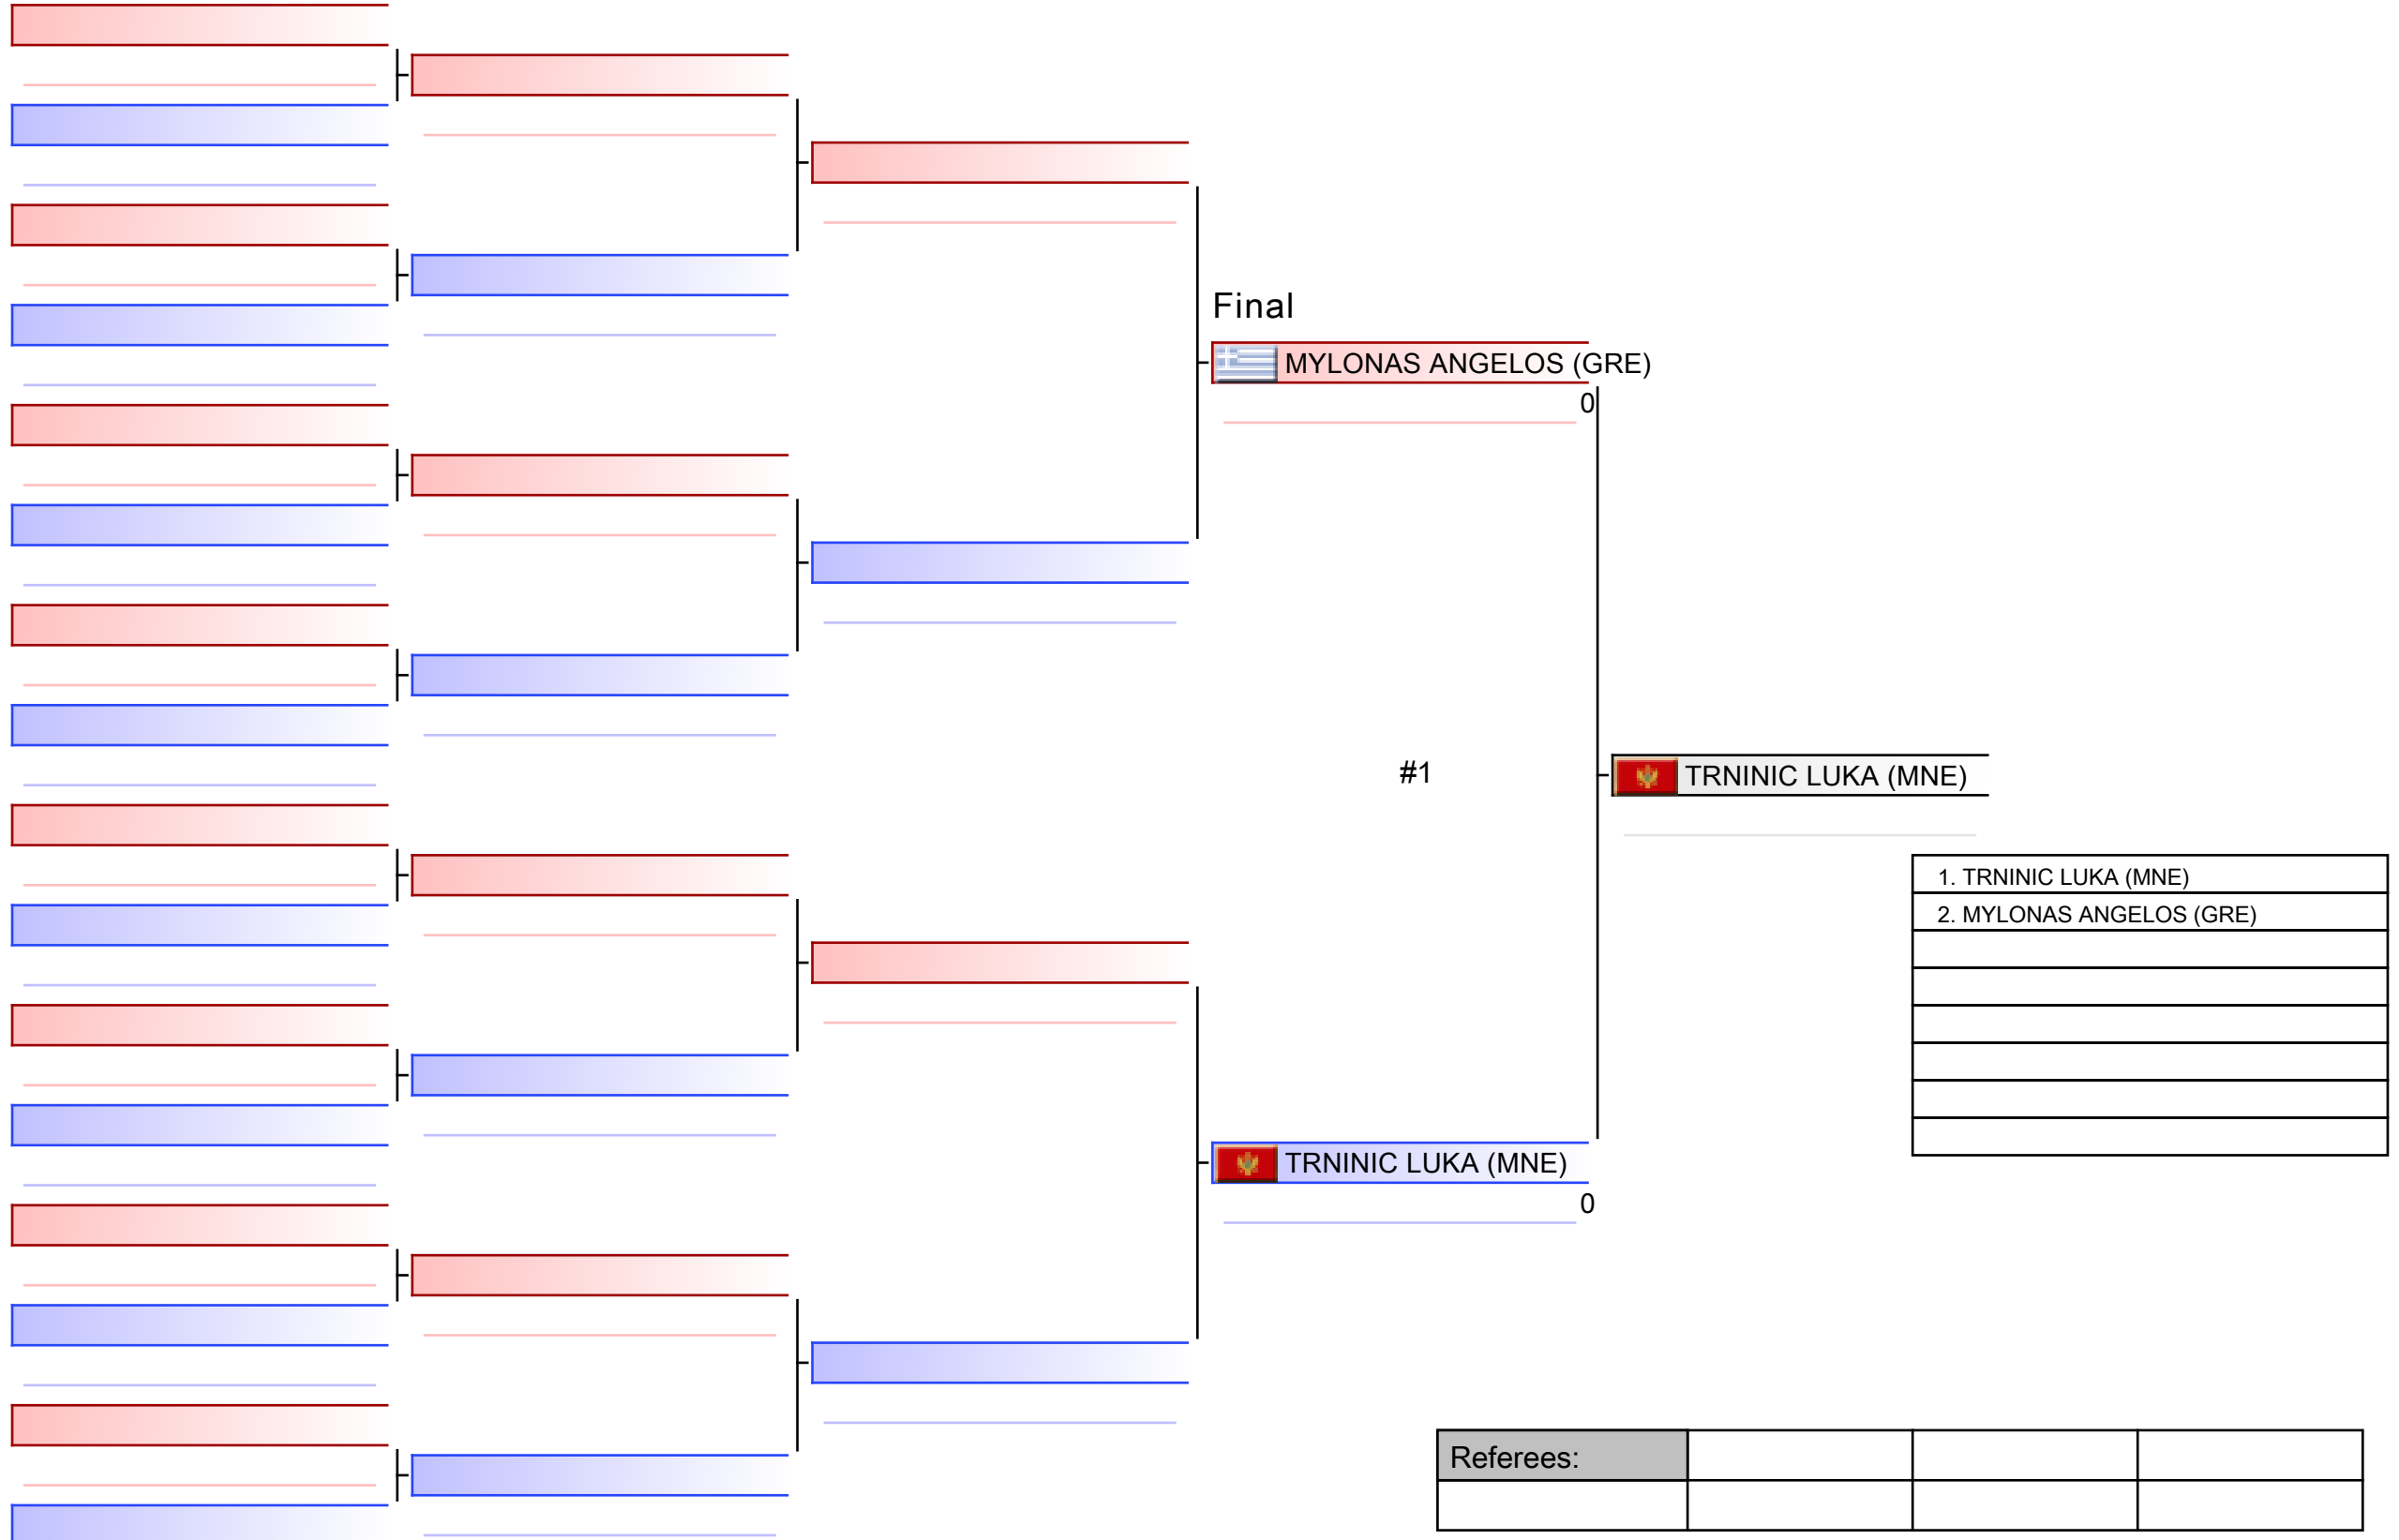 Final
MYLONAS ANGELOS (GRE)
0
#1
TRNINIC LUKA (MNE)
1. TRNINIC LUKA (MNE)
2. MYLONAS ANGELOS (GRE)
TRNINIC LUKA (MNE)
0
Referees: